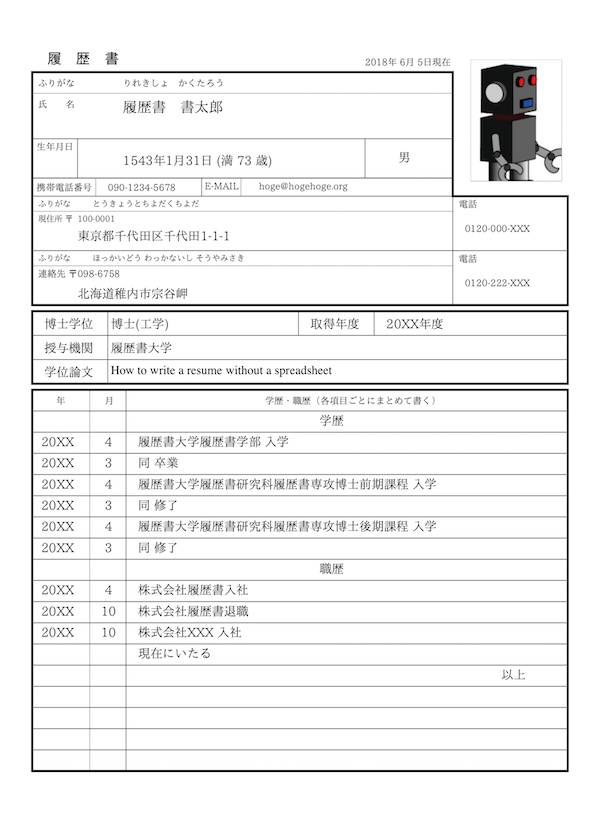 履 歴 書
2018年 6月 5日現在
ふりがな りれきしょ かくたろう
氏 名 履歴書 書太郎
生年月日 1543年1月31日 (満 73 歳) 男
携帯電話番号 090-1234-5678 E-MAIL hoge@hogehoge.org
ふりがな とうきょうとちよだくちよだ 電話
現住所 〒 100-0001
東京都千代田区千代田1-1-1 0120-000-XXX
ふりがな ほっかいどう わっかないし そうやみさき 電話
連絡先 〒098-6758
北海道稚内市宗谷岬 0120-222-XXX
博士学位 博士(工学) 取得年度 20XX年度
授与機関 履歴書大学
学位論文 How to write a resume without a spreadsheet
年 月 学歴・職歴（各項目ごとにまとめて書く）
学歴
20XX 4 履歴書大学履歴書学部 入学
20XX 3 同 卒業
20XX 4 履歴書大学履歴書研究科履歴書専攻博士前期課程 入学
20XX 3 同 修了
20XX 4 履歴書大学履歴書研究科履歴書専攻博士後期課程 入学
20XX 3 同 修了
職歴
20XX 4 株式会社履歴書入社
20XX 10 株式会社履歴書退職
20XX 10 株式会社XXX 入社
現在にいたる
以上